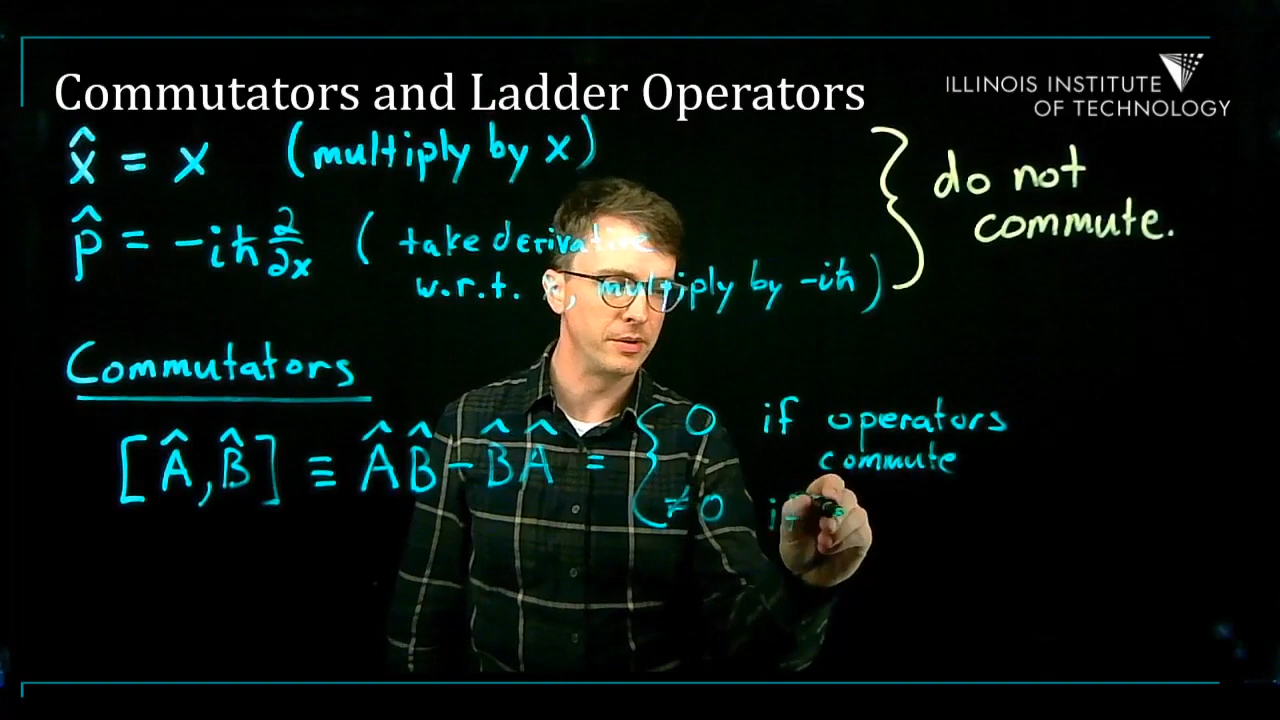 Commutators and Ladder Operators
ILLINOIS INSTITUTE
OF TECHNOLOGY
x̂ = x (multiply by x)
p̂ = -iħ ∂/∂x ( take derivative
w.r.t. , multiply by -iħ )
} do not
commute.
Commutators
[Â, B̂] ≡ ÂB̂ - B̂Â = { 0 if operators
commute
≠ 0 if